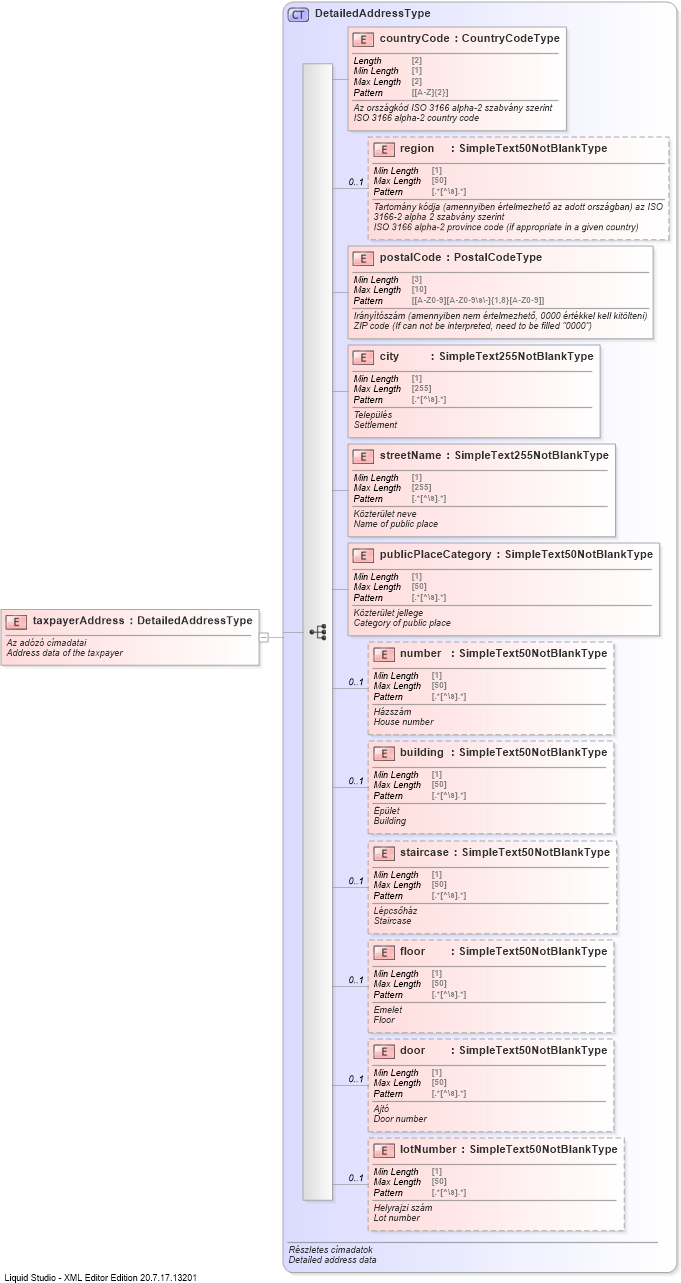 CT DetailedAddressType
E countryCode : CountryCodeType
Length [2]
Min Length [1]
Max Length [2]
Pattern [[A-Z]{2}]
Az országkód ISO 3166 alpha-2 szabvány szerint
ISO 3166 alpha-2 country code
E region : SimpleText50NotBlankType
0..1
Min Length [1]
Max Length [50]
Pattern [.*[^\s].*]
Tartomány kódja (amennyiben értelmezhető az adott országban) az ISO
3166-2 alpha 2 szabvány szerint
ISO 3166 alpha-2 province code (if appropriate in a given country)
E postalCode : PostalCodeType
Min Length [3]
Max Length [10]
Pattern [[A-Z0-9][A-Z0-9\s\-]{1,8}[A-Z0-9]]
Irányítószám (amennyiben nem értelmezhető, 0000 értékkel kell kitölteni)
ZIP code (If can not be interpreted, need to be filled "0000")
E city : SimpleText255NotBlankType
Min Length [1]
Max Length [255]
Pattern [.*[^\s].*]
Település
Settlement
E streetName : SimpleText255NotBlankType
Min Length [1]
Max Length [255]
Pattern [.*[^\s].*]
Közterület neve
Name of public place
E publicPlaceCategory : SimpleText50NotBlankType
Min Length [1]
Max Length [50]
Pattern [.*[^\s].*]
Közterület jellege
Category of public place
E taxpayerAddress : DetailedAddressType
Az adózó címadatai
Address data of the taxpayer
E number : SimpleText50NotBlankType
0..1
Min Length [1]
Max Length [50]
Pattern [.*[^\s].*]
Házszám
House number
E building : SimpleText50NotBlankType
0..1
Min Length [1]
Max Length [50]
Pattern [.*[^\s].*]
Épület
Building
E staircase : SimpleText50NotBlankType
0..1
Min Length [1]
Max Length [50]
Pattern [.*[^\s].*]
Lépcsőház
Staircase
E floor : SimpleText50NotBlankType
0..1
Min Length [1]
Max Length [50]
Pattern [.*[^\s].*]
Emelet
Floor
E door : SimpleText50NotBlankType
0..1
Min Length [1]
Max Length [50]
Pattern [.*[^\s].*]
Ajtó
Door number
E lotNumber : SimpleText50NotBlankType
0..1
Min Length [1]
Max Length [50]
Pattern [.*[^\s].*]
Helyrajzi szám
Lot number
Részletes címadatok
Detailed address data
Liquid Studio - XML Editor Edition 20.7.17.13201